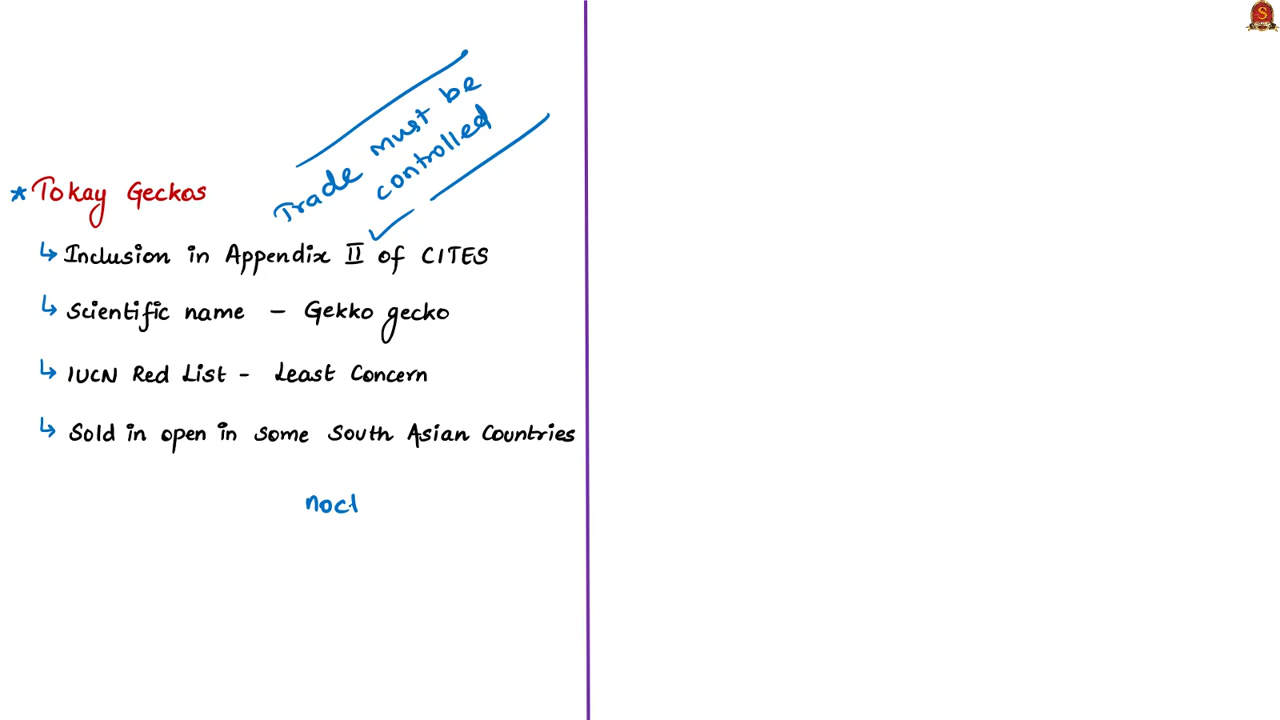 Trade must be
controlled
* Tokay Geckos
↳ Inclusion in Appendix II of CITES
↳ Scientific name - Gekko gecko
↳ IUCN Red List - Least Concern
↳ Sold in open in some South Asian Countries
noct